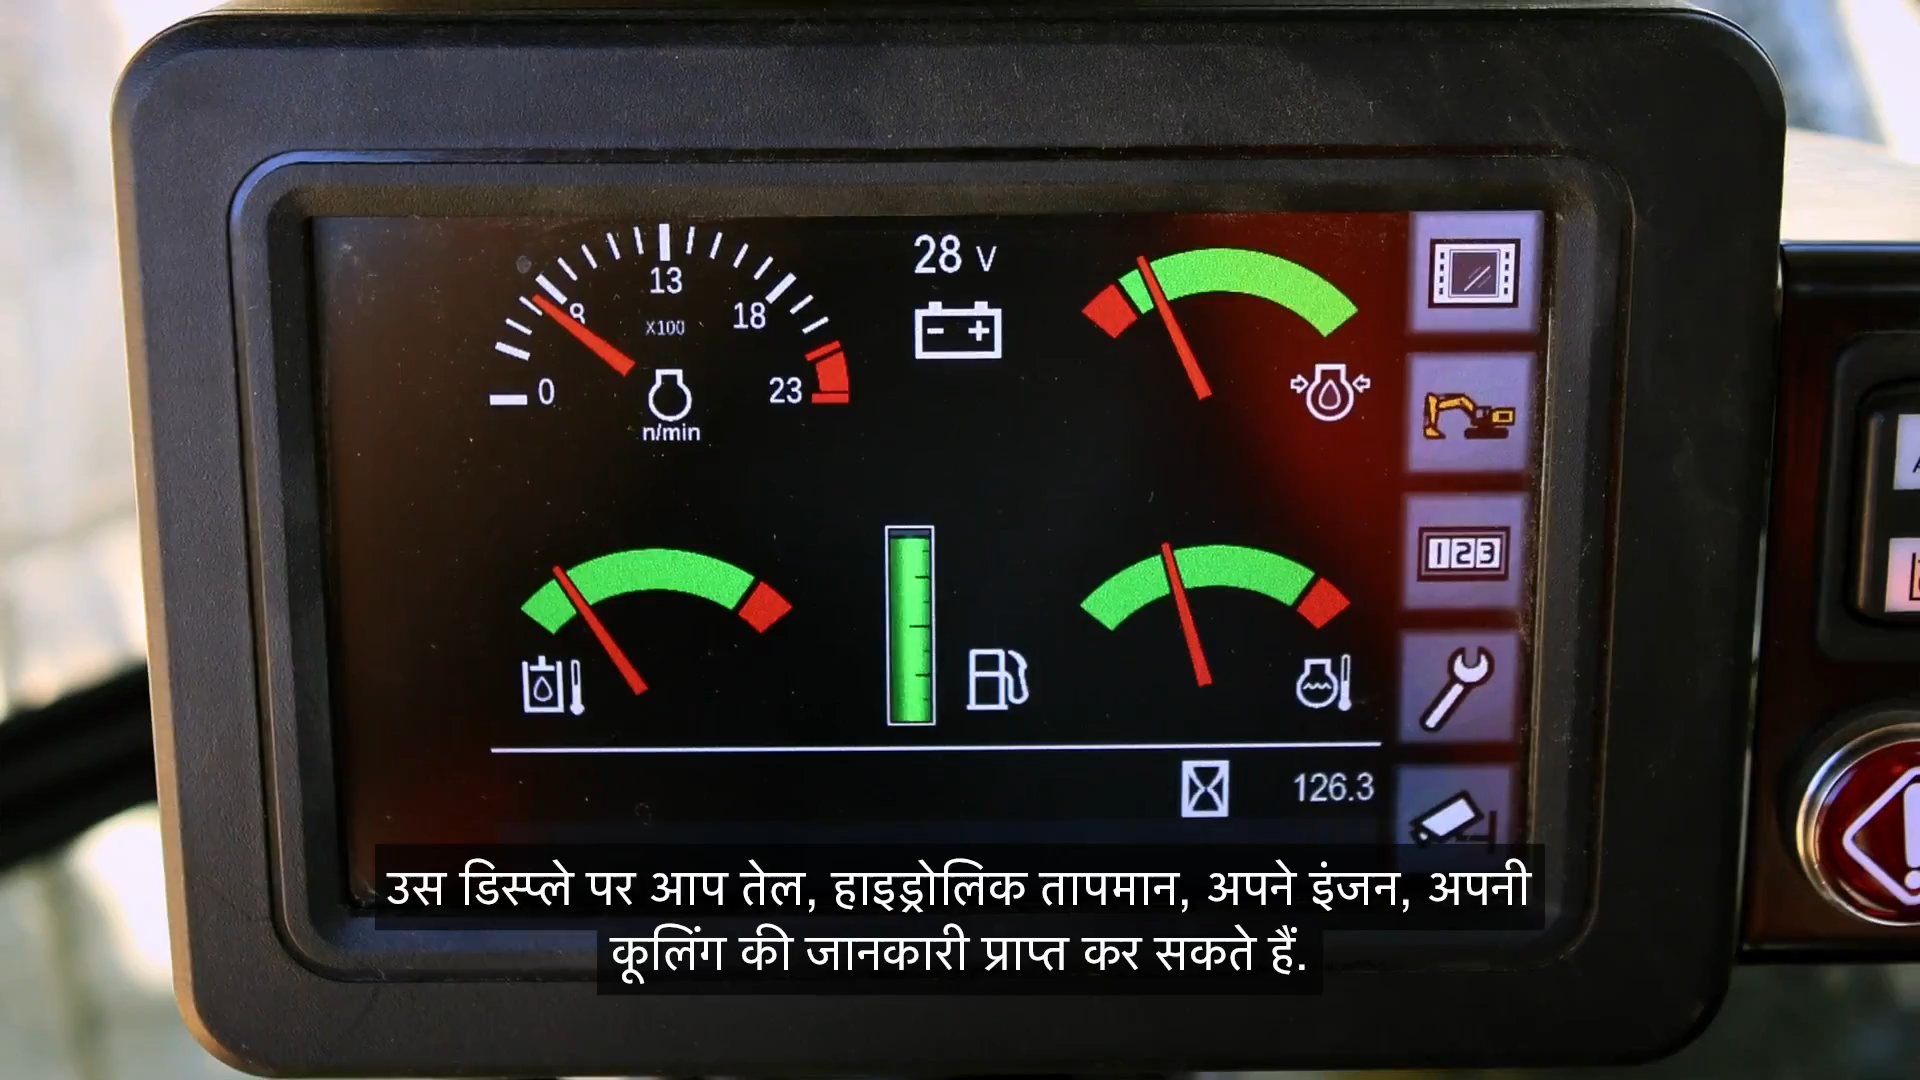 28 V
13
8
18
X100
0
23
n/min
123
126.3
उस डिस्प्ले पर आप तेल, हाइड्रोलिक तापमान, अपने इंजन, अपनी
कूलिंग की जानकारी प्राप्त कर सकते हैं.